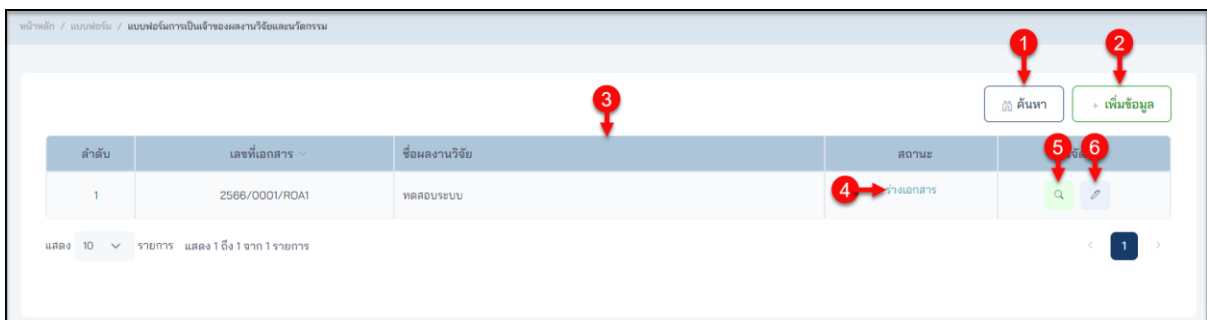 หน้าหลัก / แบบฟอร์ม / แบบฟอร์มการเป็นเจ้าของผลงานวิจัยและนวัตกรรม
1 2
3
ค้นหา + เพิ่มข้อมูล
ลำดับ เลขที่เอกสาร ชื่อผลงานวิจัย สถานะ 5 6
1 2566/0001/ROA1 ทดสอบระบบ 4 ร่างเอกสาร
แสดง 10 รายการ แสดง 1 ถึง 1 จาก 1 รายการ < 1 >